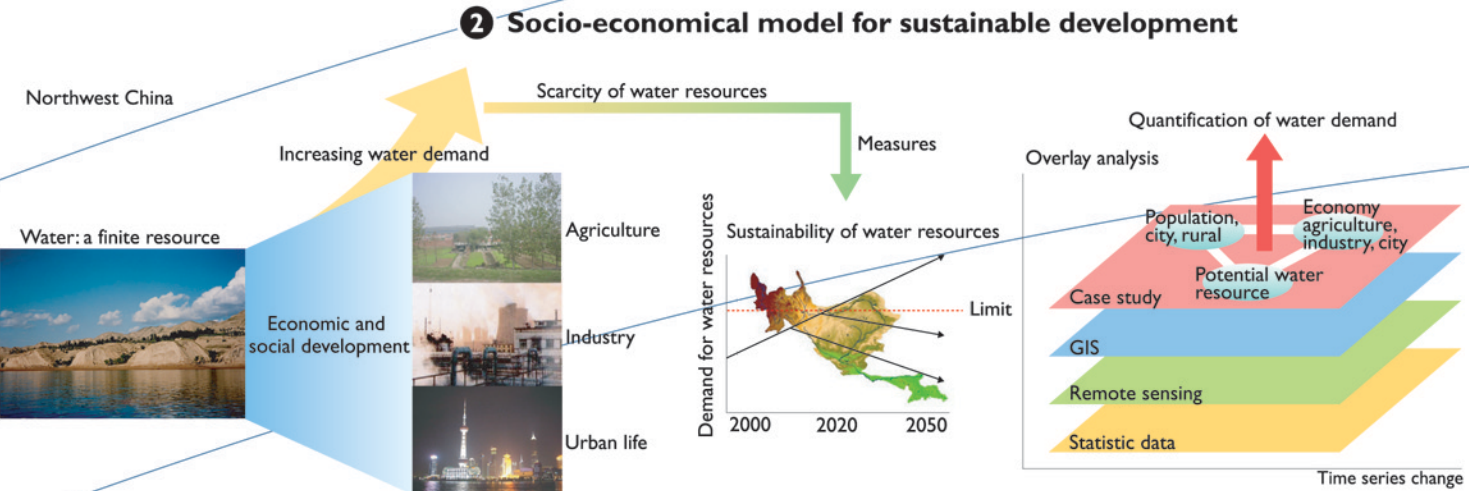 2 Socio-economical model for sustainable development
Northwest China
Scarcity of water resources
Increasing water demand
Measures
Water: a finite resource
Economic and
social development
Agriculture
Industry
Urban life
Sustainability of water resources
Demand for water resources
Limit
2000 2020 2050
Quantification of water demand
Overlay analysis
Population,
city, rural
Economy
agriculture,
industry, city
Potential water
resource
Case study
GIS
Remote sensing
Statistic data
Time series change